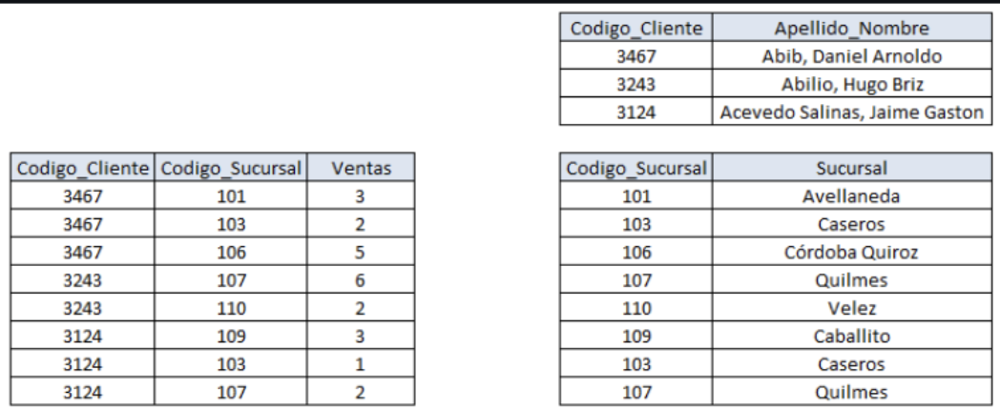 Codigo_Cliente Apellido_Nombre
3467 Abib, Daniel Arnoldo
3243 Abilio, Hugo Briz
3124 Acevedo Salinas, Jaime Gaston
Codigo_Cliente Codigo_Sucursal Ventas
3467 101 3
3467 103 2
3467 106 5
3243 107 6
3243 110 2
3124 109 3
3124 103 1
3124 107 2
Codigo_Sucursal Sucursal
101 Avellaneda
103 Caseros
106 Córdoba Quiroz
107 Quilmes
110 Velez
109 Caballito
103 Caseros
107 Quilmes